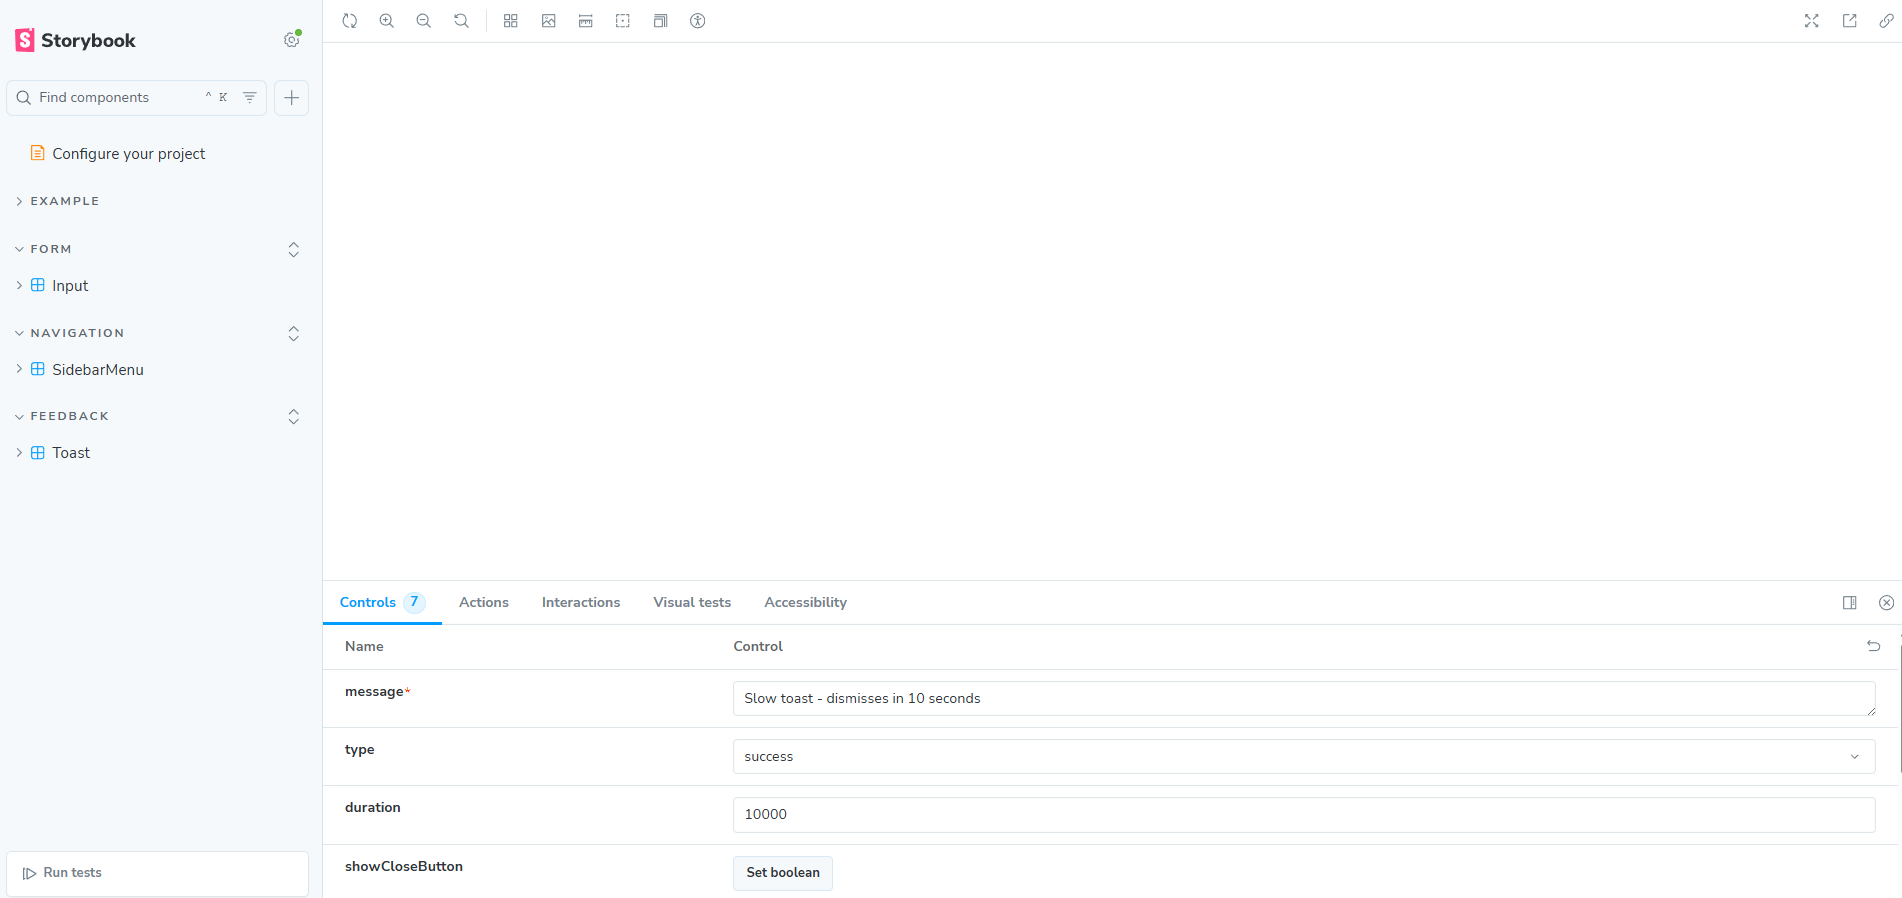 Storybook
Find components ^ K
Configure your project
EXAMPLE
FORM
Input
NAVIGATION
SidebarMenu
FEEDBACK
Toast
Run tests
Controls 7 Actions Interactions Visual tests Accessibility
Name Control
message* Slow toast - dismisses in 10 seconds
type success
duration 10000
showCloseButton Set boolean